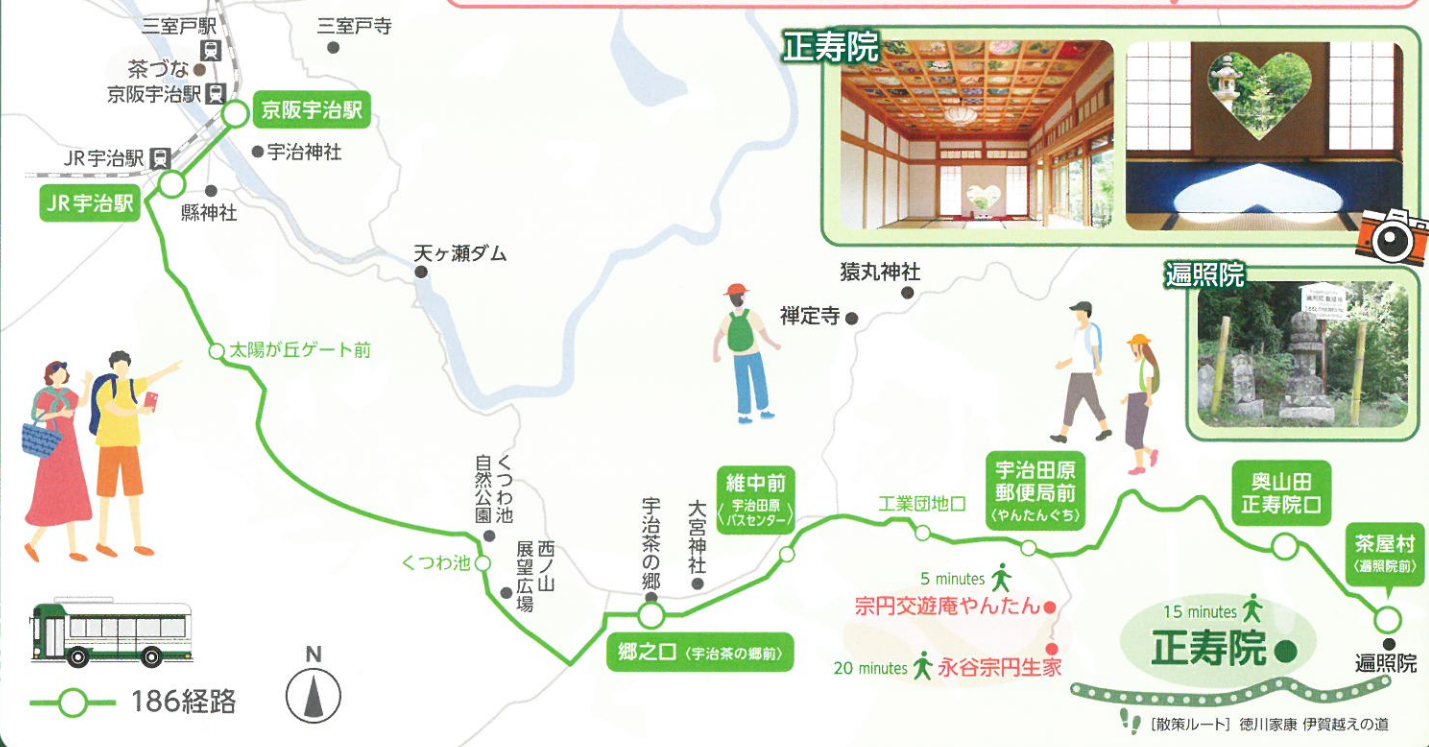 三室戸駅
三室戸寺
茶づな
京阪宇治駅
京阪宇治駅
JR宇治駅
宇治神社
JR宇治駅
縣神社
天ヶ瀬ダム
太陽が丘ゲート前
正寿院
猿丸神社
禅定寺
遍照院
くつわ池
自然公園
くつわ池
西ノ山
展望広場
宇治茶の郷
大宮神社
維中前
〈宇治田原
バスセンター〉
工業団地口
宇治田原
郵便局前
〈やんたんぐち〉
奥山田
正寿院口
茶屋村
〈遍照院前〉
郷之口〈宇治茶の郷前〉
5 minutes
宗円交遊庵やんたん
20 minutes
永谷宗円生家
15 minutes
正寿院
遍照院
186経路
N
[散策ルート] 徳川家康 伊賀越えの道